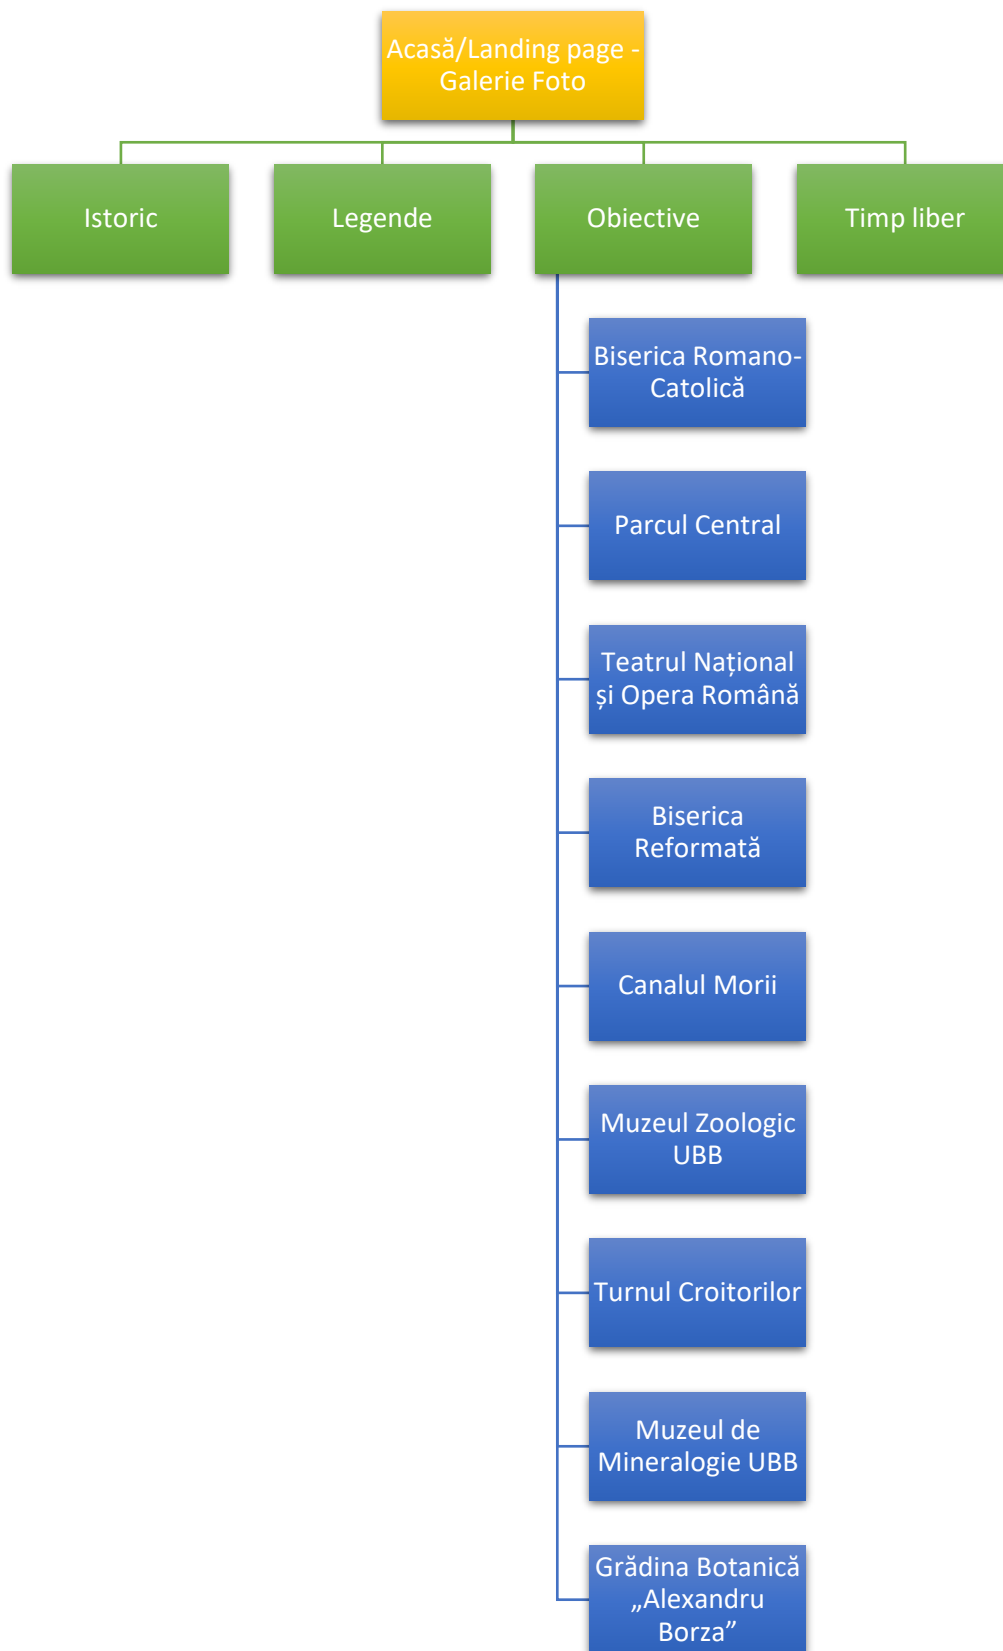 Acasă/Landing page -
Galerie Foto
Istoric
Legende
Obiective
Timp liber
Biserica Romano-
Catolică
Parcul Central
Teatrul Național
și Opera Română
Biserica
Reformată
Canalul Morii
Muzeul Zoologic
UBB
Turnul Croitorilor
Muzeul de
Mineralogie UBB
Grădina Botanică
„Alexandru
Borza”